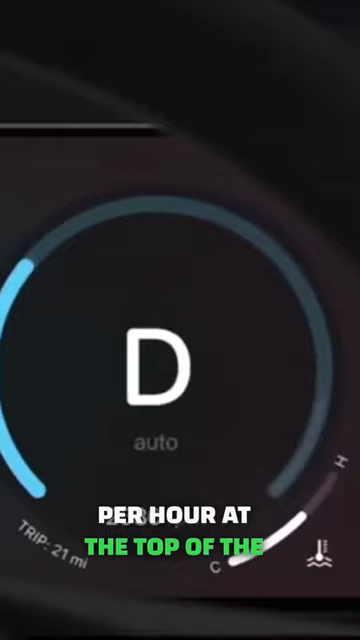 D
auto
H
PER HOUR AT
THE TOP OF THE
TRIP: 21 mi
C